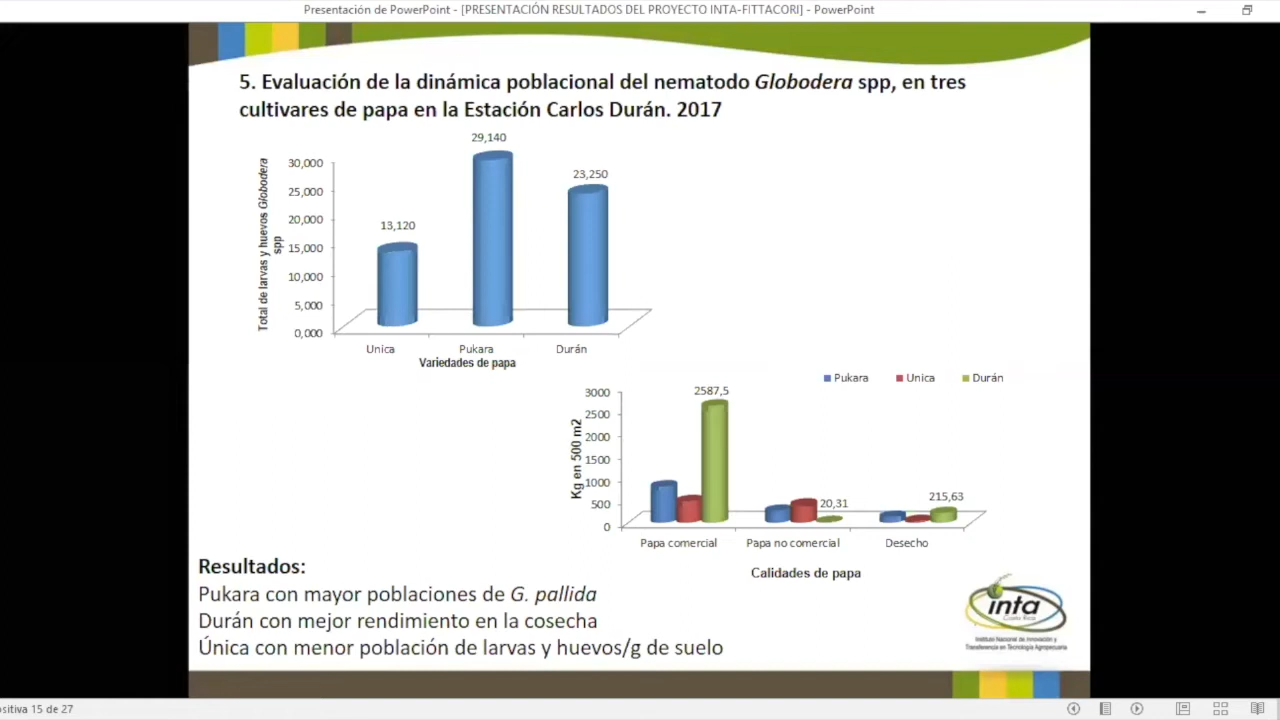 Presentación de PowerPoint - [PRESENTACIÓN RESULTADOS DEL PROYECTO INTA-FITTACORI] - PowerPoint
5. Evaluación de la dinámica poblacional del nematodo Globodera spp, en tres
cultivares de papa en la Estación Carlos Durán. 2017
Total de larvas y huevos Globodera
spp
30,000
25,000
20,000
15,000
10,000
5,000
0,000
13,120
29,140
23,250
Unica Pukara Durán
Variedades de papa
Pukara Unica Durán
Kg en 500 m2
3000
2500
2000
1500
1000
500
0
2587,5
20,31
215,63
Papa comercial Papa no comercial Desecho
Calidades de papa
Resultados:
Pukara con mayor poblaciones de G. pallida
Durán con mejor rendimiento en la cosecha
Única con menor población de larvas y huevos/g de suelo
inta
Costa Rica
Instituto Nacional de Innovación y
Transferencia en Tecnología Agropecuaria
ositiva 15 de 27